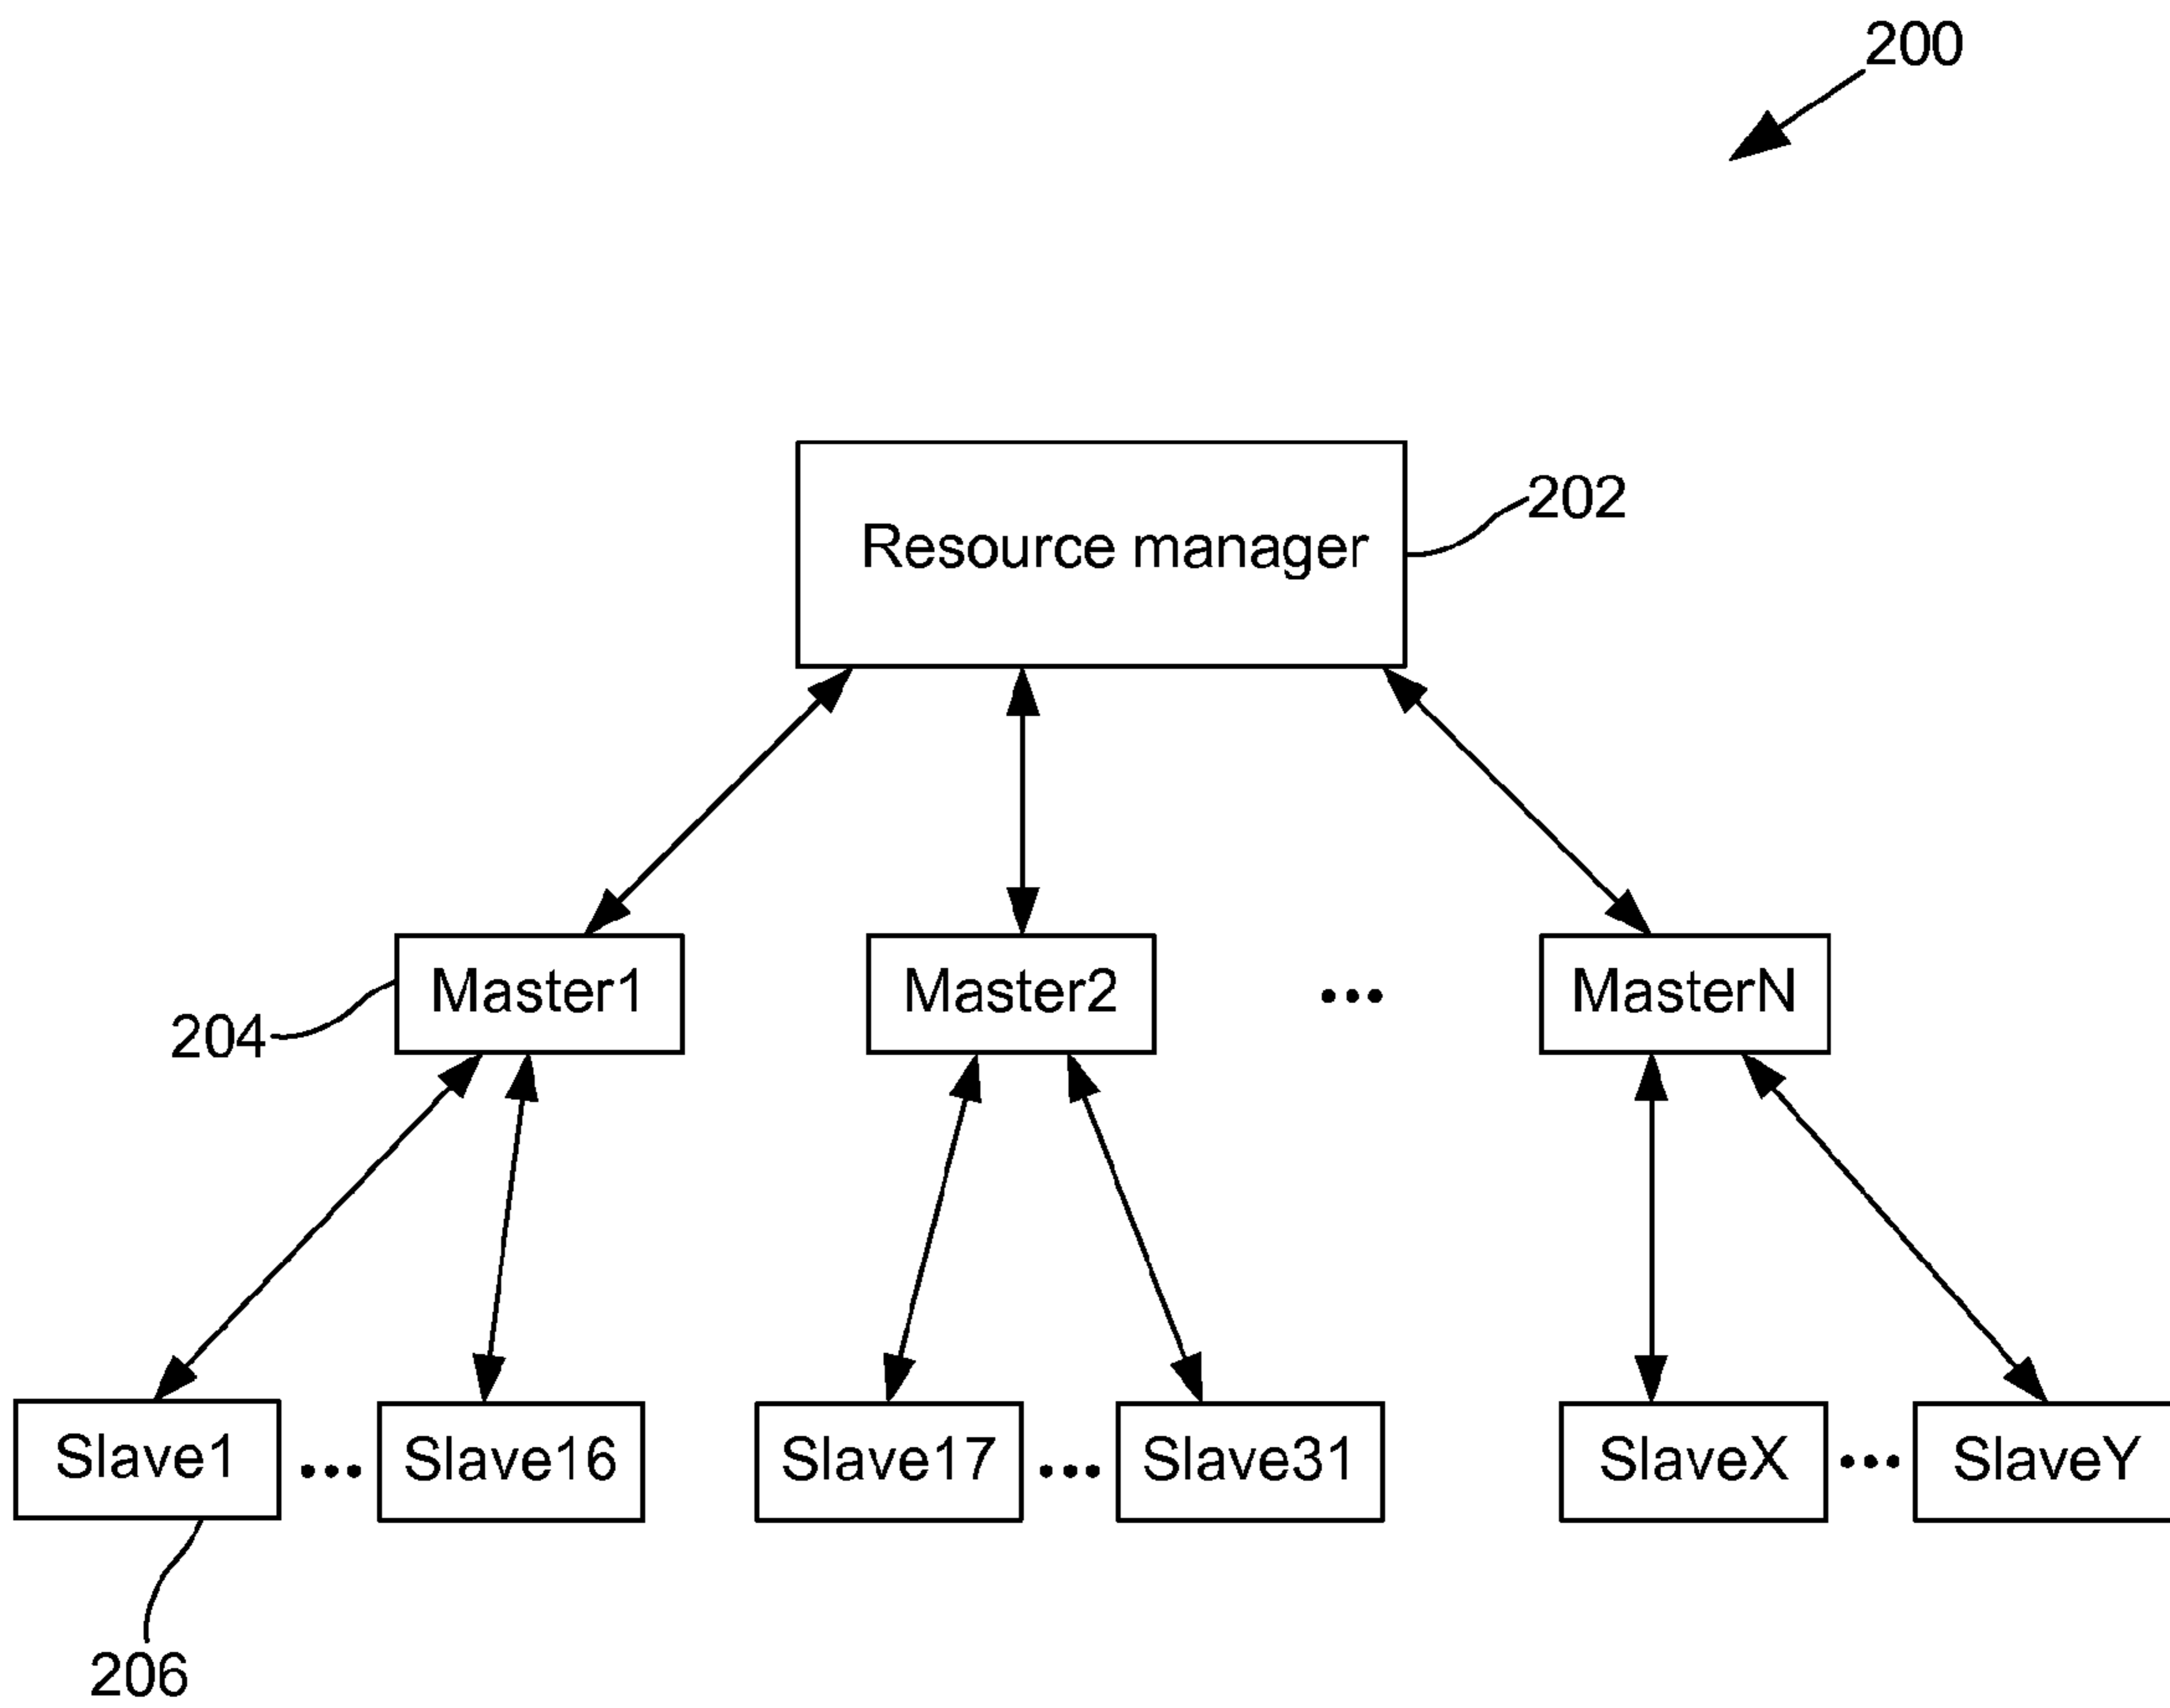 200
202
Resource manager
Master1
Master2
...
MasterN
204
Slave1
...
Slave16
Slave17
...
Slave31
SlaveX
...
SlaveY
206